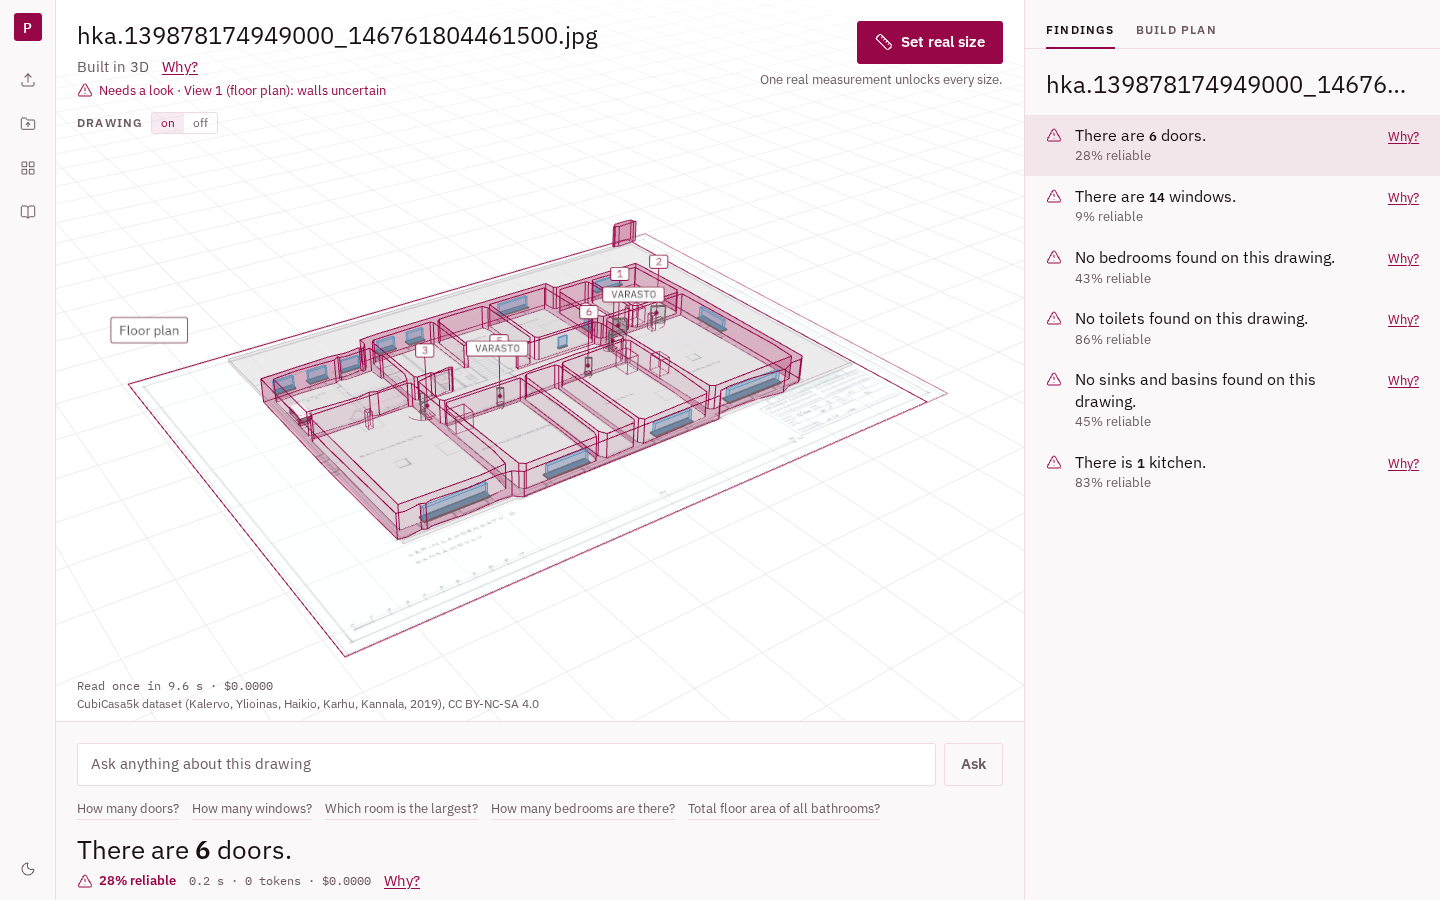 P
hka.139878174949000_146761804461500.jpg
Built in 3D Why?
Needs a look · View 1 (floor plan): walls uncertain
DRAWING on off
Set real size
One real measurement unlocks every size.
Floor plan
1
2
VARASTO
6
3
VARASTO
Read once in 9.6 s · $0.0000
CubiCasa5k dataset (Kalervo, Ylioinas, Haikio, Karhu, Kannala, 2019), CC BY-NC-SA 4.0
Ask anything about this drawing
Ask
How many doors? How many windows? Which room is the largest? How many bedrooms are there? Total floor area of all bathrooms?
There are 6 doors.
28% reliable 0.2 s · 0 tokens · $0.0000 Why?
FINDINGS BUILD PLAN
hka.139878174949000_14676...
There are 6 doors. Why?
28% reliable
There are 14 windows. Why?
9% reliable
No bedrooms found on this drawing. Why?
43% reliable
No toilets found on this drawing. Why?
86% reliable
No sinks and basins found on this Why?
drawing.
45% reliable
There is 1 kitchen. Why?
83% reliable